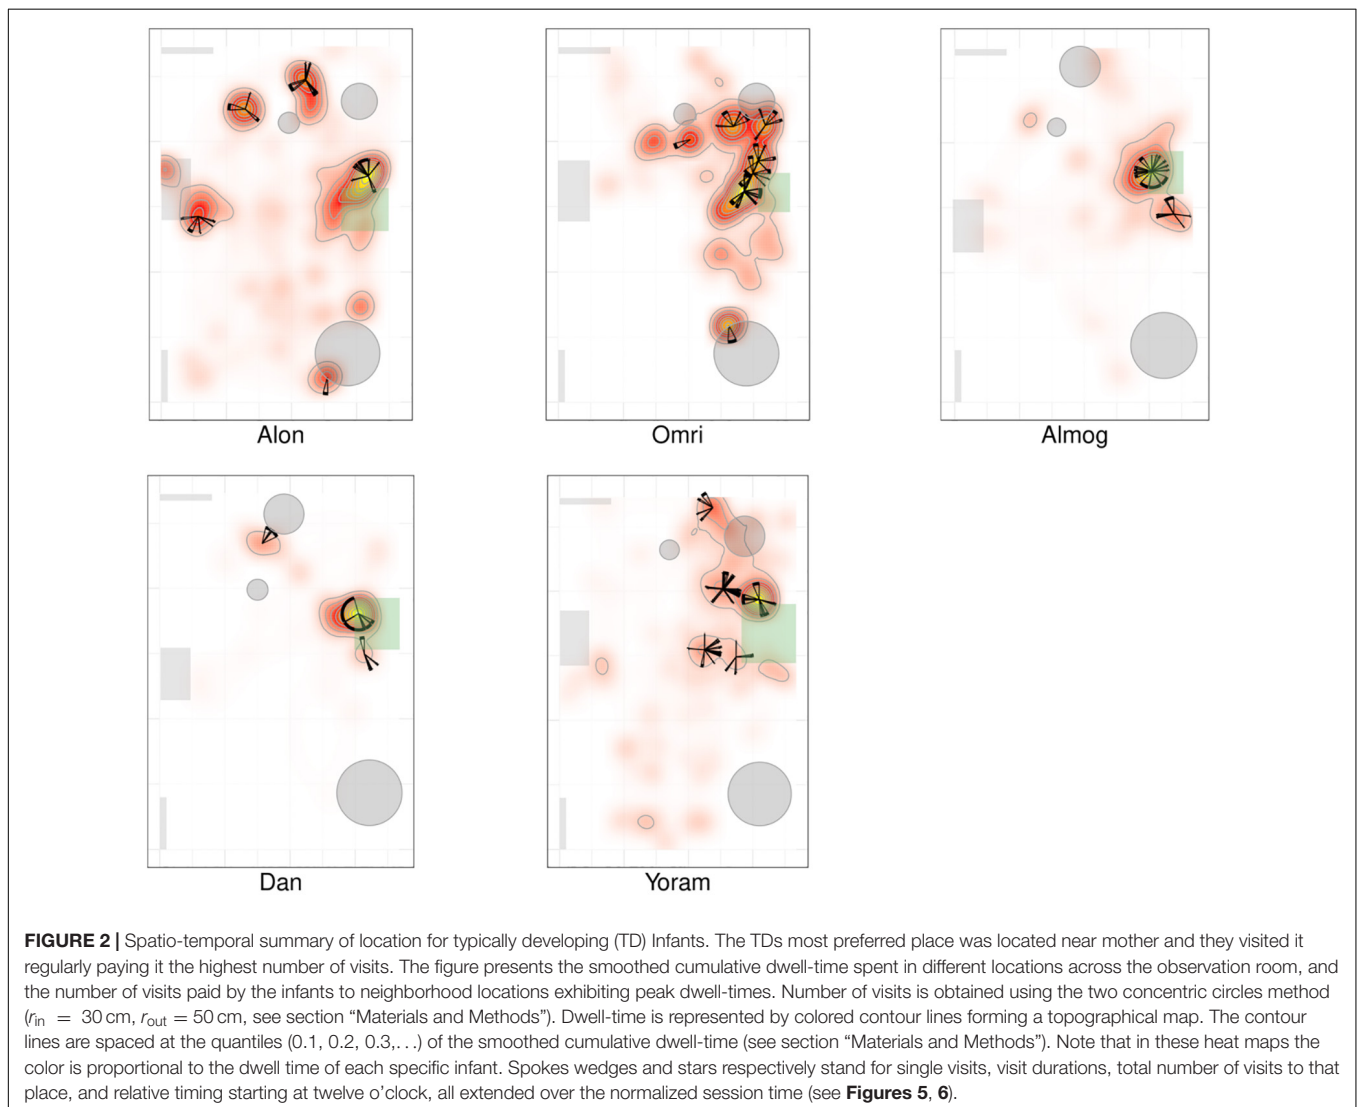 Alon
Omri
Almog
Dan
Yoram
FIGURE 2 | Spatio-temporal summary of location for typically developing (TD) Infants. The TDs most preferred place was located near mother and they visited it
regularly paying it the highest number of visits. The figure presents the smoothed cumulative dwell-time spent in different locations across the observation room, and
the number of visits paid by the infants to neighborhood locations exhibiting peak dwell-times. Number of visits is obtained using the two concentric circles method
(rin = 30 cm, rout = 50 cm, see section “Materials and Methods”). Dwell-time is represented by colored contour lines forming a topographical map. The contour
lines are spaced at the quantiles (0.1, 0.2, 0.3,. . .) of the smoothed cumulative dwell-time (see section “Materials and Methods”). Note that in these heat maps the
color is proportional to the dwell time of each specific infant. Spokes wedges and stars respectively stand for single visits, visit durations, total number of visits to that
place, and relative timing starting at twelve o’clock, all extended over the normalized session time (see Figures 5, 6).